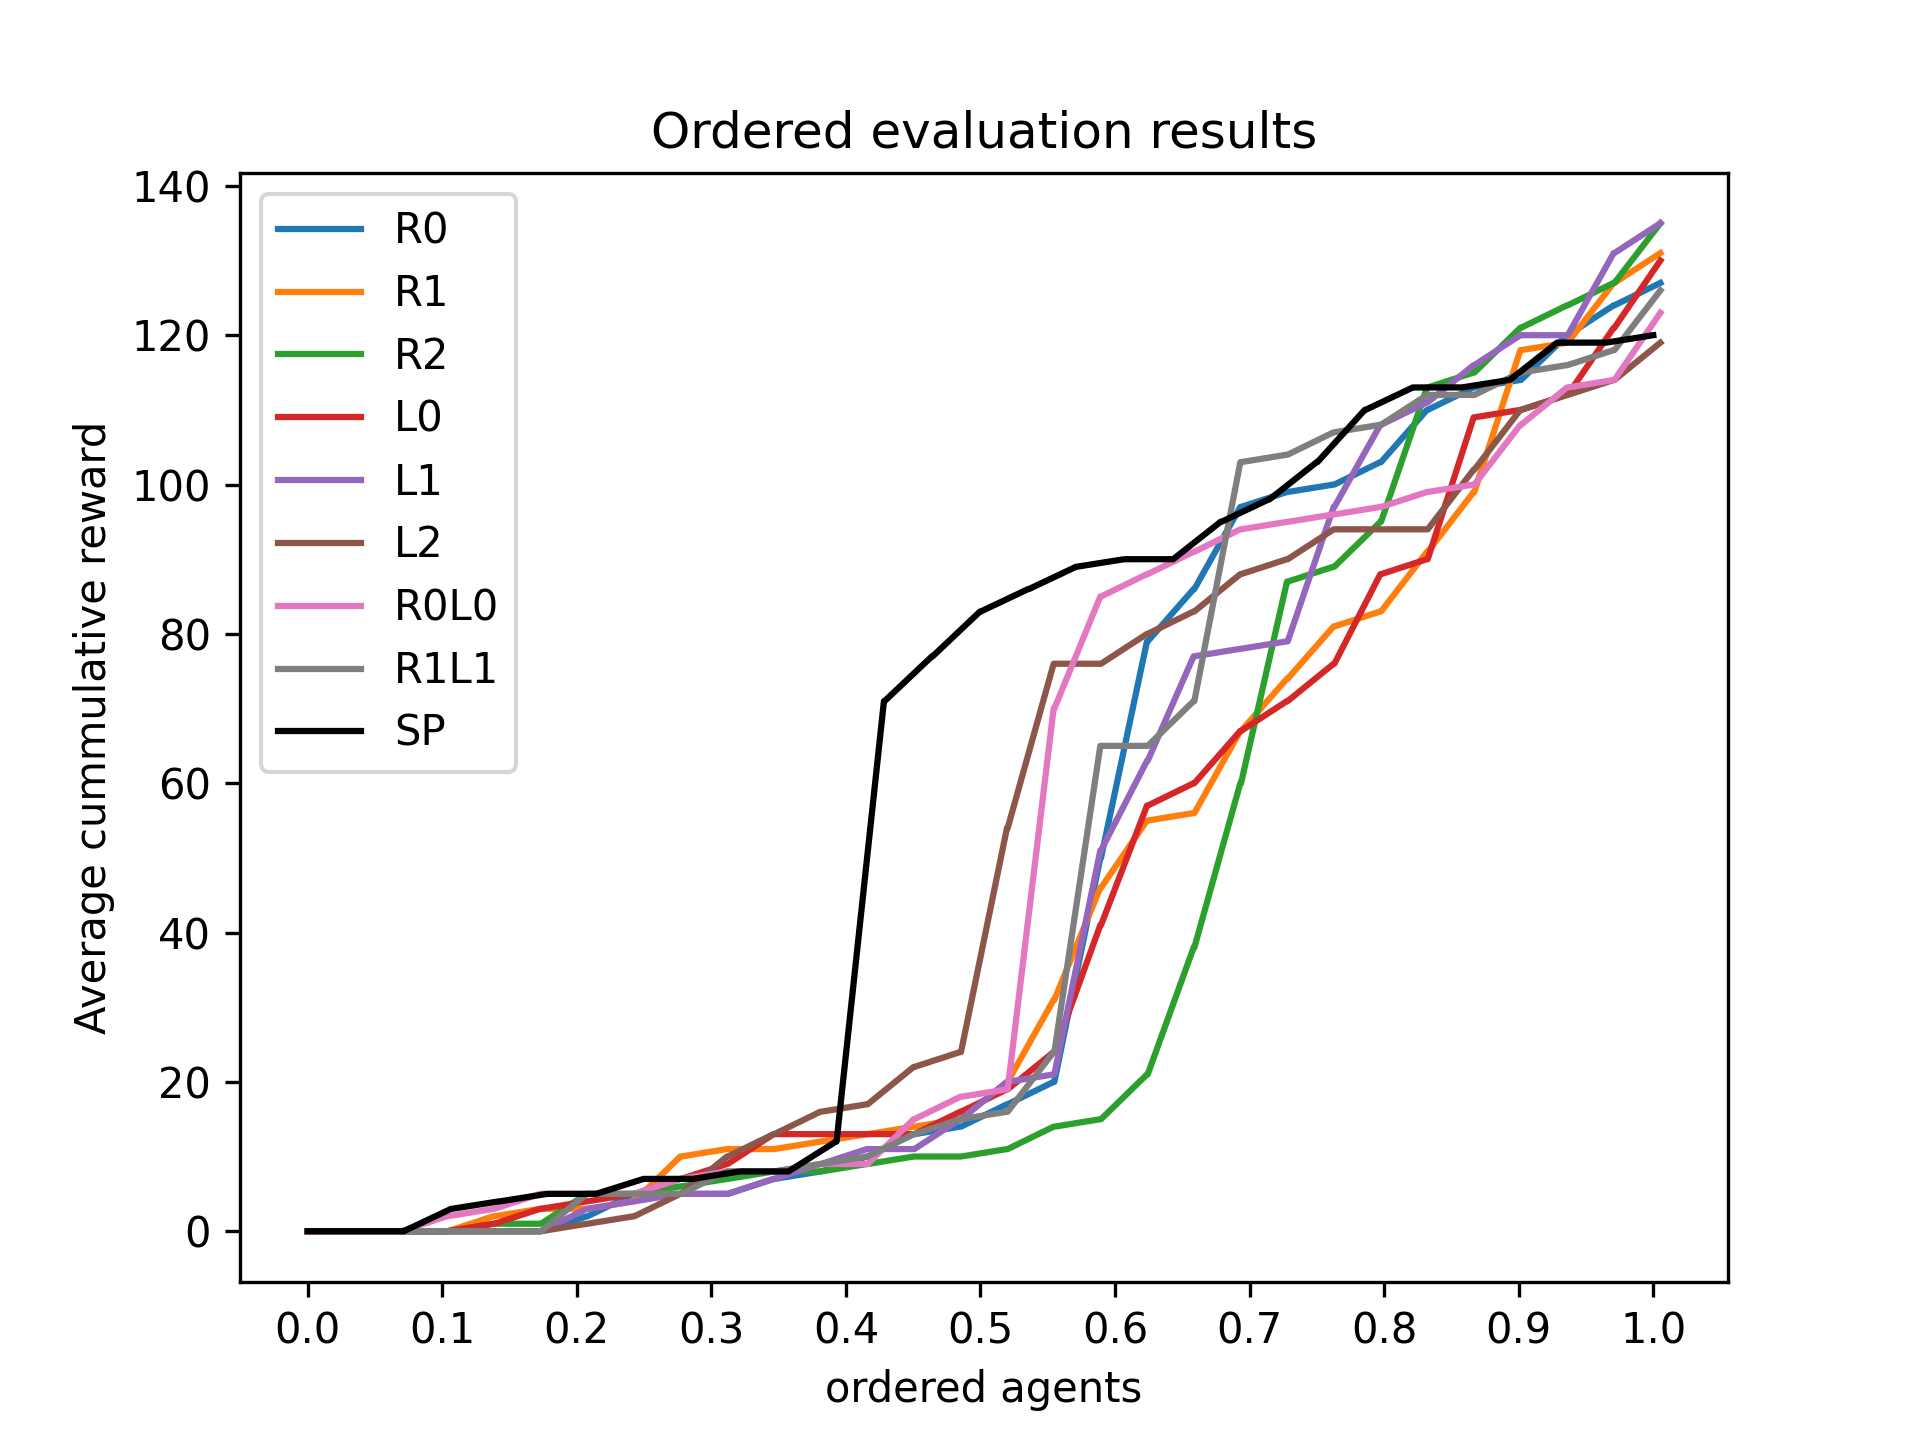 Ordered evaluation results
Average cummulative reward
140
120
100
80
60
40
20
0
R0
R1
R2
L0
L1
L2
R0L0
R1L1
SP
0.0 0.1 0.2 0.3 0.4 0.5 0.6 0.7 0.8 0.9 1.0
ordered agents